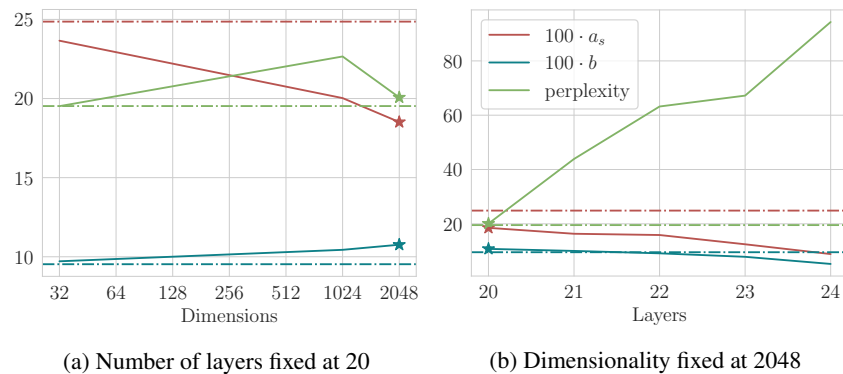 25
20
15
10
32 64 128 256 512 1024 2048
Dimensions
(a) Number of layers fixed at 20
80
60
40
20
100 · a_s
100 · b
perplexity
20 21 22 23 24
Layers
(b) Dimensionality fixed at 2048